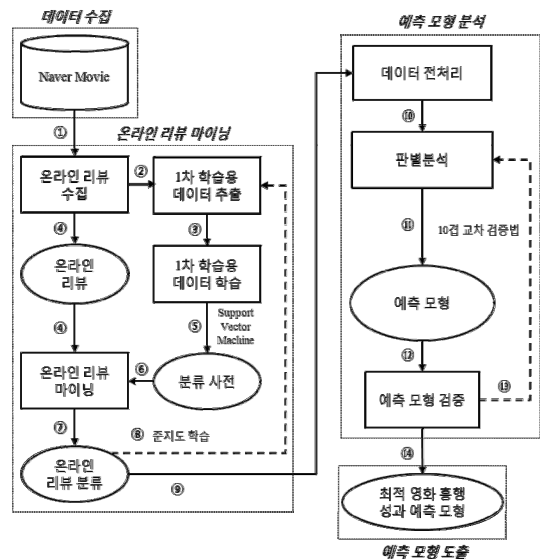 데이터 수집
Naver Movie
①
온라인 리뷰 마이닝
온라인 리뷰
수집
②
1차 학습용
데이터 추출
④
③
온라인
리뷰
1차 학습용
데이터 학습
④
⑤
Support
Vector
Machine
온라인 리뷰
마이닝
⑥
분류 사전
⑦
⑧ 준지도 학습
온라인
리뷰 분류
⑨
예측 모형 분석
데이터 전처리
⑩
판별분석
⑪
10겹 교차 검증법
예측 모형
⑫
예측 모형 검증
⑬
⑭
최적 영화 흥행
성과 예측 모형
예측 모형 도출